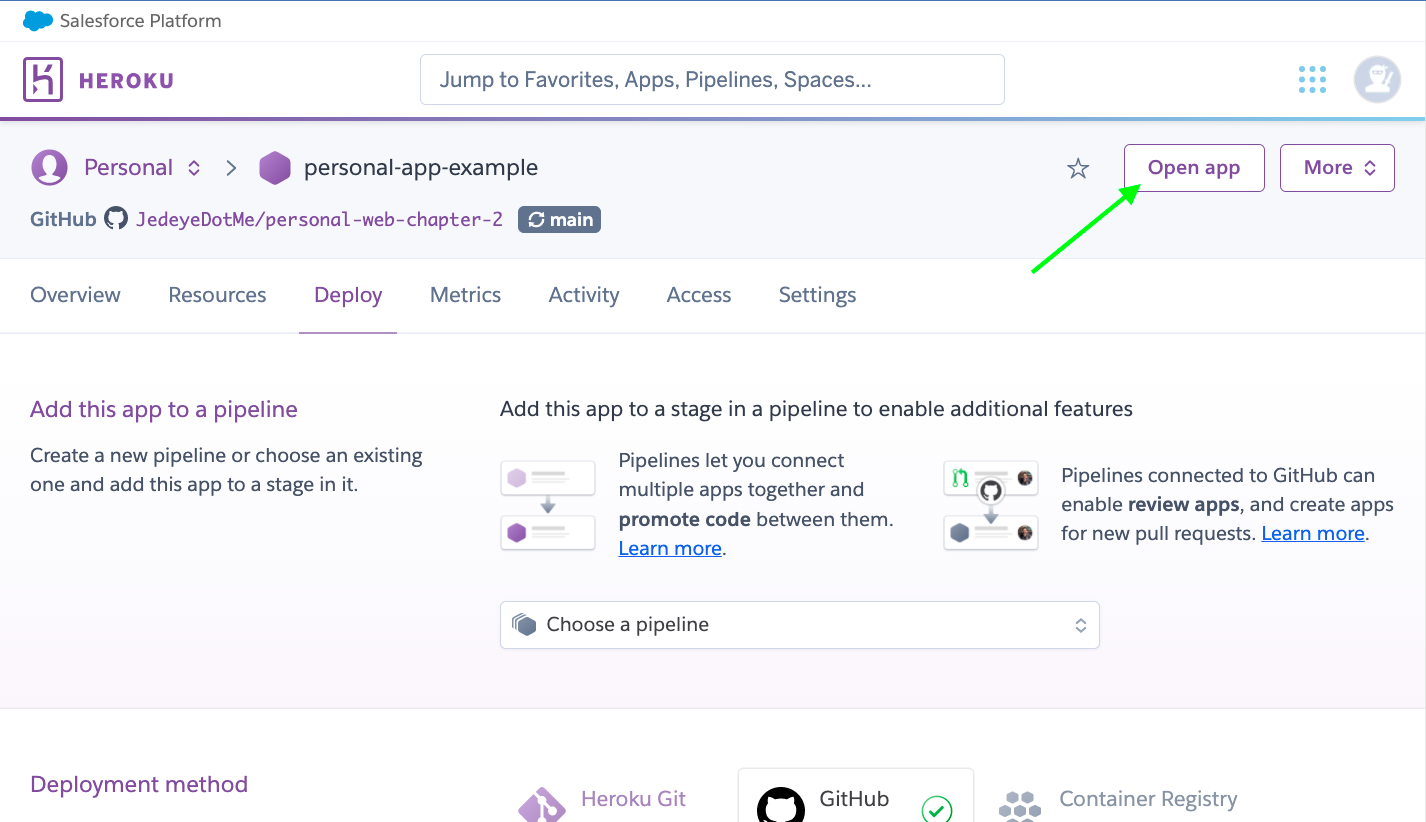 Salesforce Platform
HEROKU
Jump to Favorites, Apps, Pipelines, Spaces...
Personal
personal-app-example
Open app
More
GitHub JedeyeDotMe/personal-web-chapter-2 main
Overview Resources Deploy Metrics Activity Access Settings
Add this app to a pipeline
Create a new pipeline or choose an existing
one and add this app to a stage in it.
Add this app to a stage in a pipeline to enable additional features
Pipelines let you connect
multiple apps together and
promote code between them.
Learn more.
Pipelines connected to GitHub can
enable review apps, and create apps
for new pull requests. Learn more.
Choose a pipeline
Deployment method
Heroku Git
GitHub
Container Registry